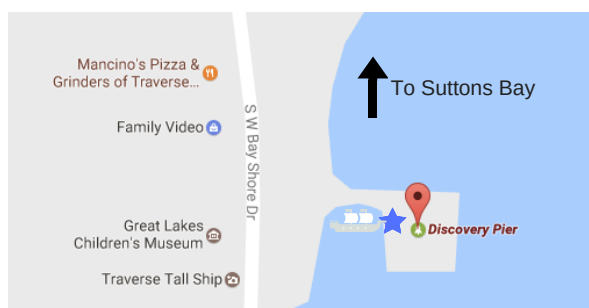 Mancino's Pizza &
Grinders of Traverse...
To Suttons Bay
Family Video
S W Bay Shore Dr
Great Lakes
Children's Museum
Discovery Pier
Traverse Tall Ship